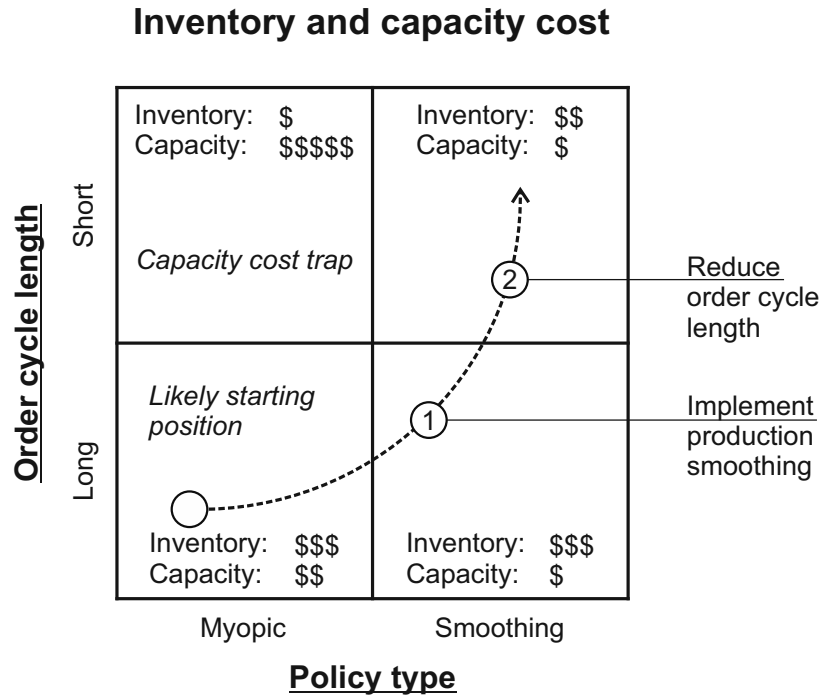 Inventory and capacity cost
Inventory: $
Capacity: $$$$$
Inventory: $$
Capacity: $
Short
Capacity cost trap
2
Reduce
order cycle
length
Order cycle length
Likely starting
position
1
Implement
production
smoothing
Long
Inventory: $$$
Capacity: $$
Inventory: $$$
Capacity: $
Myopic
Smoothing
Policy type